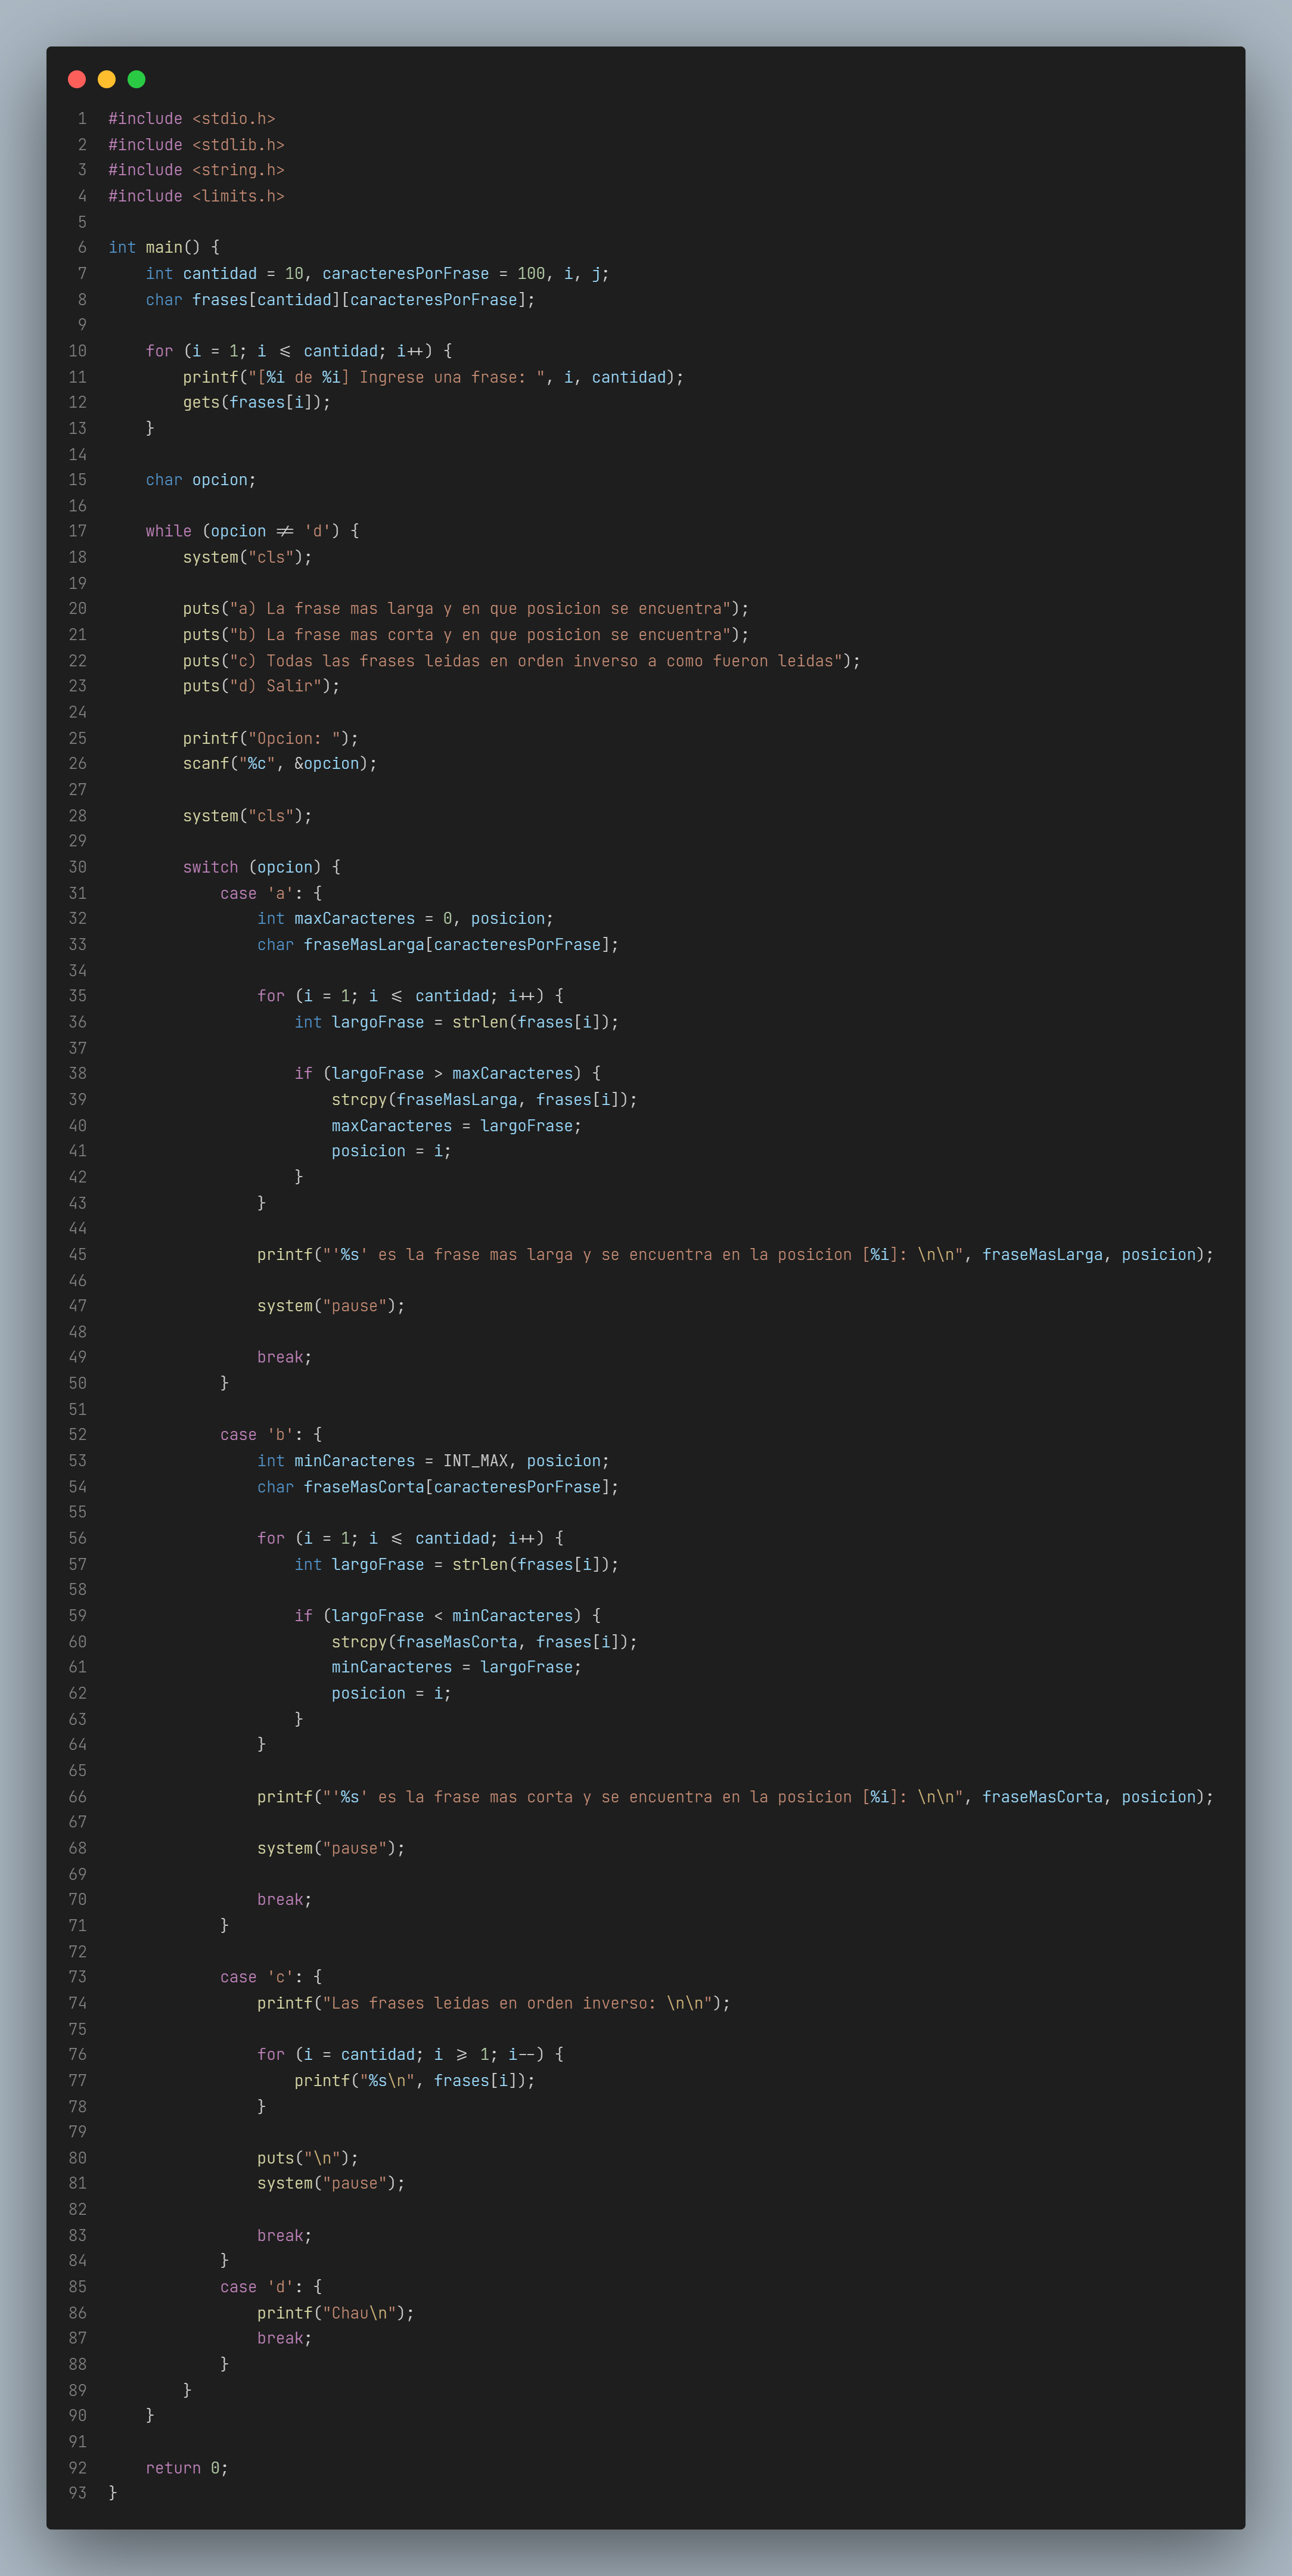 1 #include <stdio.h>
2 #include <stdlib.h>
3 #include <string.h>
4 #include <limits.h>
5
6 int main() {
7     int cantidad = 10, caracteresPorFrase = 100, i, j;
8     char frases[cantidad][caracteresPorFrase];
9
10     for (i = 1; i <= cantidad; i++) {
11         printf("[%i de %i] Ingrese una frase: ", i, cantidad);
12         gets(frases[i]);
13     }
14
15     char opcion;
16
17     while (opcion != 'd') {
18         system("cls");
19
20         puts("a) La frase mas larga y en que posicion se encuentra");
21         puts("b) La frase mas corta y en que posicion se encuentra");
22         puts("c) Todas las frases leidas en orden inverso a como fueron leidas");
23         puts("d) Salir");
24
25         printf("Opcion: ");
26         scanf("%c", &opcion);
27
28         system("cls");
29
30         switch (opcion) {
31             case 'a': {
32                 int maxCaracteres = 0, posicion;
33                 char fraseMasLarga[caracteresPorFrase];
34
35                 for (i = 1; i <= cantidad; i++) {
36                     int largoFrase = strlen(frases[i]);
37
38                     if (largoFrase > maxCaracteres) {
39                         strcpy(fraseMasLarga, frases[i]);
40                         maxCaracteres = largoFrase;
41                         posicion = i;
42                     }
43                 }
44
45                 printf("'%s' es la frase mas larga y se encuentra en la posicion [%i]: \n\n", fraseMasLarga, posicion);
46
47                 system("pause");
48
49                 break;
50             }
51
52             case 'b': {
53                 int minCaracteres = INT_MAX, posicion;
54                 char fraseMasCorta[caracteresPorFrase];
55
56                 for (i = 1; i <= cantidad; i++) {
57                     int largoFrase = strlen(frases[i]);
58
59                     if (largoFrase < minCaracteres) {
60                         strcpy(fraseMasCorta, frases[i]);
61                         minCaracteres = largoFrase;
62                         posicion = i;
63                     }
64                 }
65
66                 printf("'%s' es la frase mas corta y se encuentra en la posicion [%i]: \n\n", fraseMasCorta, posicion);
67
68                 system("pause");
69
70                 break;
71             }
72
73             case 'c': {
74                 printf("Las frases leidas en orden inverso: \n\n");
75
76                 for (i = cantidad; i >= 1; i--) {
77                     printf("%s\n", frases[i]);
78                 }
79
80                 puts("\n");
81                 system("pause");
82
83                 break;
84             }
85             case 'd': {
86                 printf("Chau\n");
87                 break;
88             }
89         }
90     }
91
92     return 0;
93 }